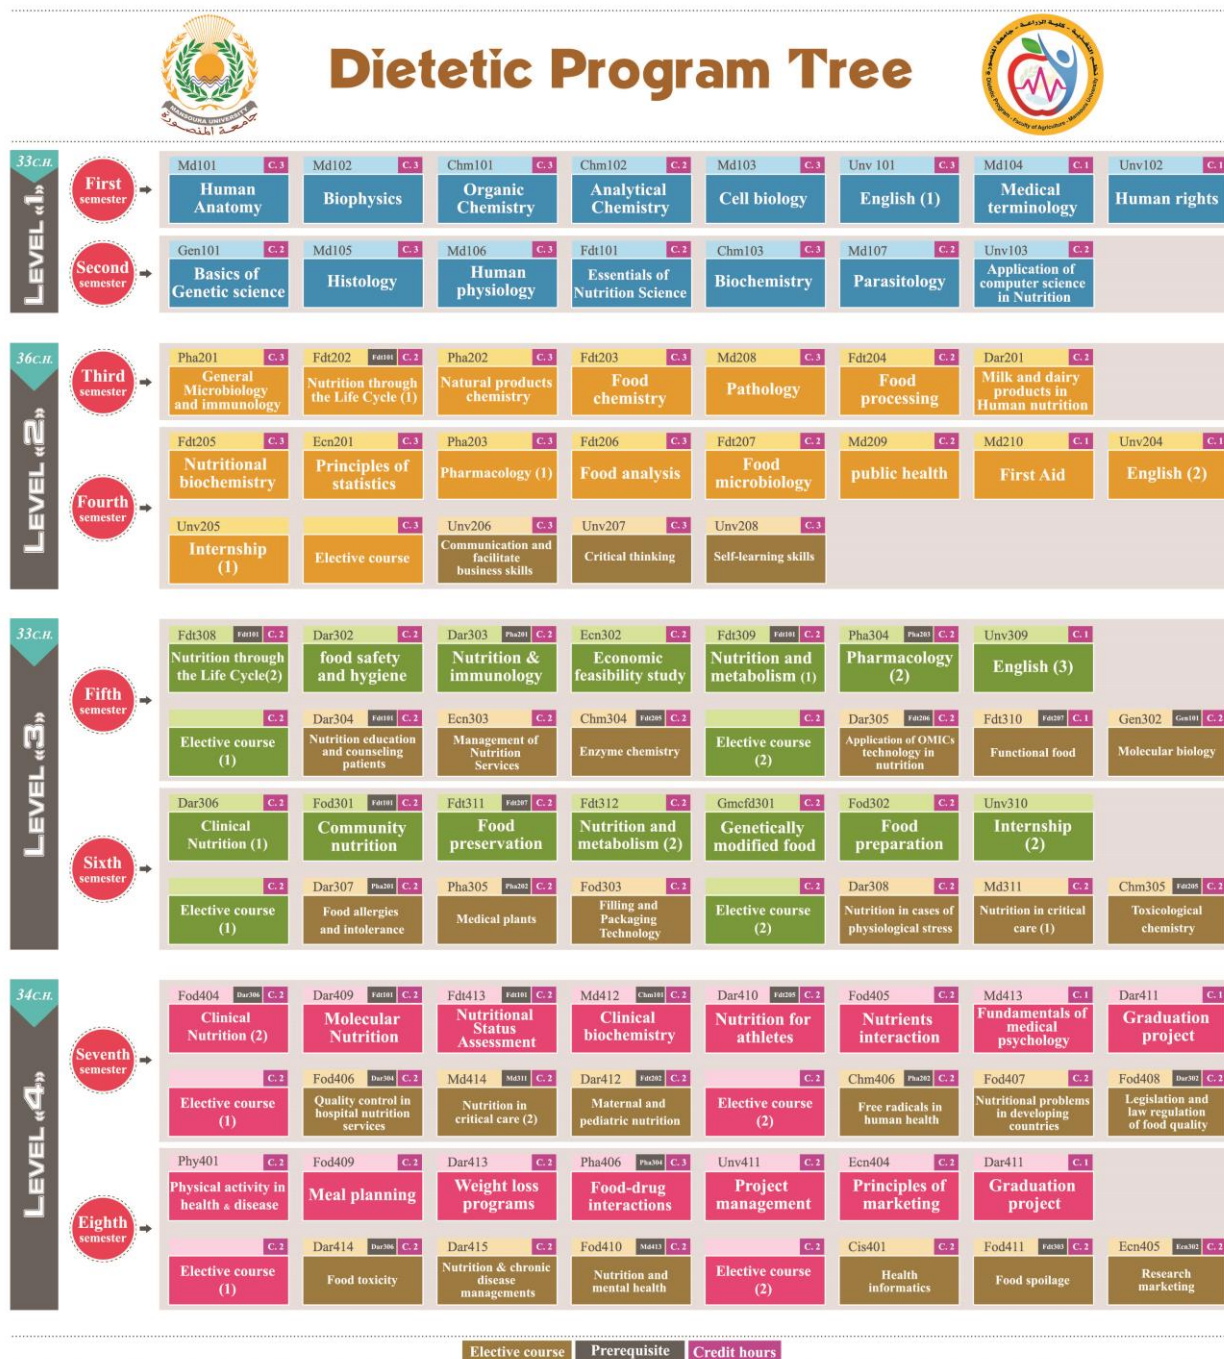 Dietetic Program Tree
MANSOURA UNIVERSITY
جامعة المنصورة
Dietetic Program - Faculty of Agriculture - Mansoura University
33C.H.
LEVEL «1»
First
semester
Md101 C. 3
Human
Anatomy
Md102 C. 3
Biophysics
Chm101 C. 3
Organic
Chemistry
Chm102 C. 2
Analytical
Chemistry
Md103 C. 3
Cell biology
Unv 101 C. 3
English (1)
Md104 C. 1
Medical
terminology
Unv102 C. 1
Human rights
Second
semester
Gen101 C. 2
Basics of
Genetic science
Md105 C. 3
Histology
Md106 C. 3
Human
physiology
Fdt101 C. 2
Essentials of
Nutrition Science
Chm103 C. 3
Biochemistry
Md107 C. 2
Parasitology
Unv103 C. 2
Application of
computer science
in Nutrition
36C.H.
LEVEL «2»
Third
semester
Pha201 C. 3
General
Microbiology
and immunology
Fdt202 Fdt101 C. 2
Nutrition through
the Life Cycle (1)
Pha202 C. 3
Natural products
chemistry
Fdt203 C. 3
Food
chemistry
Md208 C. 3
Pathology
Fdt204 C. 2
Food
processing
Dar201 C. 2
Milk and dairy
products in
Human nutrition
Fourth
semester
Fdt205 C. 3
Nutritional
biochemistry
Ecn201 C. 3
Principles of
statistics
Pha203 C. 3
Pharmacology (1)
Fdt206 C. 3
Food analysis
Fdt207 C. 2
Food
microbiology
Md209 C. 2
public health
Md210 C. 1
First Aid
Unv204 C. 1
English (2)
Unv205
Internship
(1)
C. 3
Elective course
Unv206 C. 3
Communication and
facilitate
business skills
Unv207 C. 3
Critical thinking
Unv208 C. 3
Self-learning skills
33C.H.
LEVEL «3»
Fifth
semester
Fdt308 Fdt101 C. 2
Nutrition through
the Life Cycle(2)
Dar302 C. 2
food safety
and hygiene
Dar303 Pha201 C. 2
Nutrition &
immunology
Ecn302 C. 2
Economic
feasibility study
Fdt309 Fdt101 C. 2
Nutrition and
metabolism (1)
Pha304 Pha203 C. 2
Pharmacology
(2)
Unv309 C. 1
English (3)
C. 2
Elective course
(1)
Dar304 Fdt101 C. 2
Nutrition education
and counseling
patients
Ecn303 C. 2
Management of
Nutrition
Services
Chm304 Fdt205 C. 2
Enzyme chemistry
C. 2
Elective course
(2)
Dar305 Fdt206 C. 2
Application of OMICs
technology in
nutrition
Fdt310 Fdt207 C. 1
Functional food
Gen302 Gen101 C. 2
Molecular biology
Sixth
semester
Dar306 C. 2
Clinical
Nutrition (1)
Fod301 Fdt101 C. 2
Community
nutrition
Fdt311 Fdt207 C. 2
Food
preservation
Fdt312 C. 2
Nutrition and
metabolism (2)
Gmcfd301 C. 2
Genetically
modified food
Fod302 C. 2
Food
preparation
Unv310
Internship
(2)
C. 2
Elective course
(1)
Dar307 Pha201 C. 2
Food allergies
and intolerance
Pha305 Pha202 C. 2
Medical plants
Fod303 C. 2
Filling and
Packaging
Technology
C. 2
Elective course
(2)
Dar308 C. 2
Nutrition in cases of
physiological stress
Md311 C. 2
Nutrition in critical
care (1)
Chm305 Fdt205 C. 2
Toxicological
chemistry
34C.H.
LEVEL «4»
Seventh
semester
Fod404 Dar306 C. 2
Clinical
Nutrition (2)
Dar409 Fdt101 C. 2
Molecular
Nutrition
Fdt413 Fdt101 C. 2
Nutritional
Status
Assessment
Md412 Chm101 C. 2
Clinical
biochemistry
Dar410 Fdt205 C. 2
Nutrition for
athletes
Fod405 C. 2
Nutrients
interaction
Md413 C. 1
Fundamentals of
medical
psychology
Dar411 C. 1
Graduation
project
C. 2
Elective course
(1)
Fod406 Dar304 C. 2
Quality control in
hospital nutrition
services
Md414 Md311 C. 2
Nutrition in
critical care (2)
Dar412 Fdt202 C. 2
Maternal and
pediatric nutrition
C. 2
Elective course
(2)
Chm406 Pha202 C. 2
Free radicals in
human health
Fod407 C. 2
Nutritional problems
in developing
countries
Fod408 Dar302 C. 2
Legislation and
law regulation
of food quality
Eighth
semester
Phy401 C. 2
Physical activity in
health & disease
Fod409 C. 2
Meal planning
Dar413 C. 2
Weight loss
programs
Pha406 Pha304 C. 3
Food-drug
interactions
Unv411 C. 2
Project
management
Ecn404 C. 2
Principles of
marketing
Dar411 C. 1
Graduation
project
C. 2
Elective course
(1)
Dar414 Dar306 C. 2
Food toxicity
Dar415 C. 2
Nutrition & chronic
disease
managements
Fod410 Md413 C. 2
Nutrition and
mental health
C. 2
Elective course
(2)
Cis401 C. 2
Health
informatics
Fod411 Fdt303 C. 2
Food spoilage
Ecn405 Ecn302 C. 2
Research
marketing
Elective course Prerequisite Credit hours